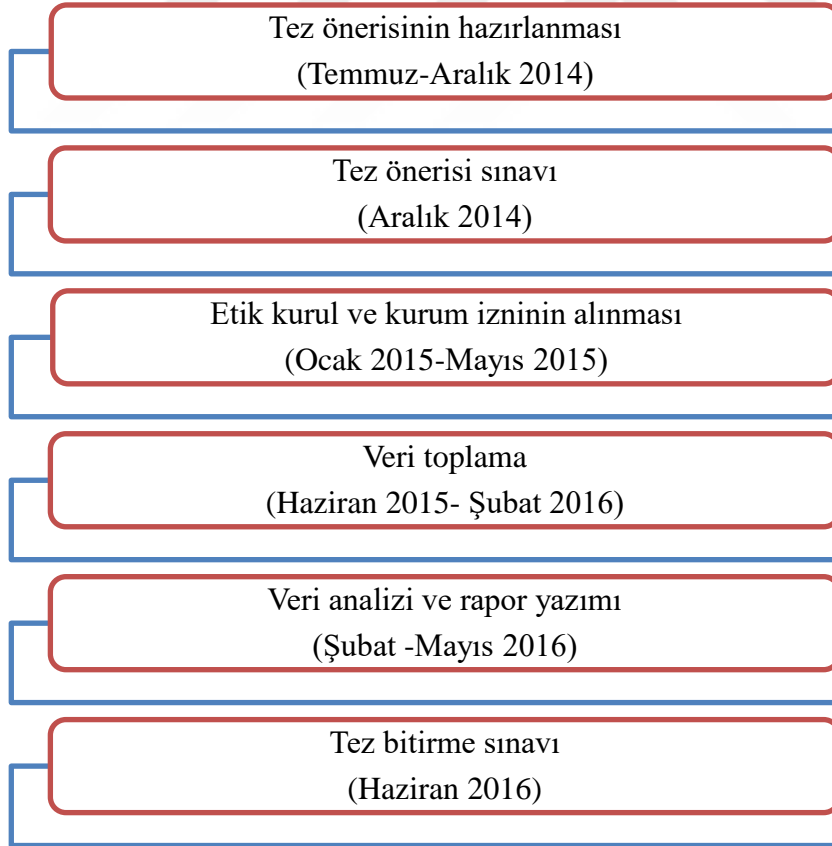 Tez önerisinin hazırlanması
(Temmuz-Aralık 2014)
Tez önerisi sınavı
(Aralık 2014)
Etik kurul ve kurum izninin alınması
(Ocak 2015-Mayıs 2015)
Veri toplama
(Haziran 2015- Şubat 2016)
Veri analizi ve rapor yazımı
(Şubat -Mayıs 2016)
Tez bitirme sınavı
(Haziran 2016)